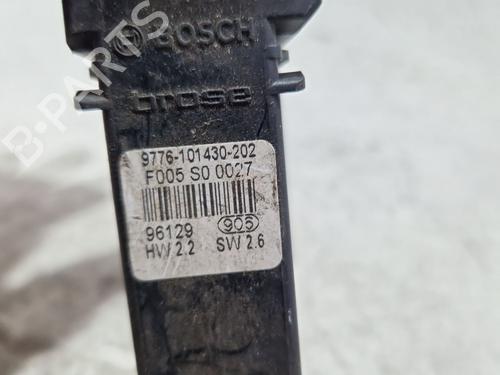 BOSCH
brose
9776-101430-202
F005 S0 0027
96129 905
HW 2.2 SW 2.6
B-PARTS